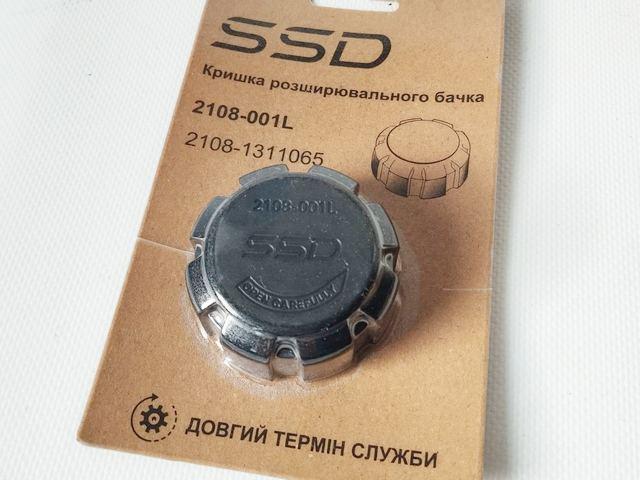 SSD
Кришка розширювального бачка
2108-001L
2108-1311065
2108-001L
SSD
OPEN CAREFULLY
ДОВГИЙ ТЕРМІН СЛУЖБИ